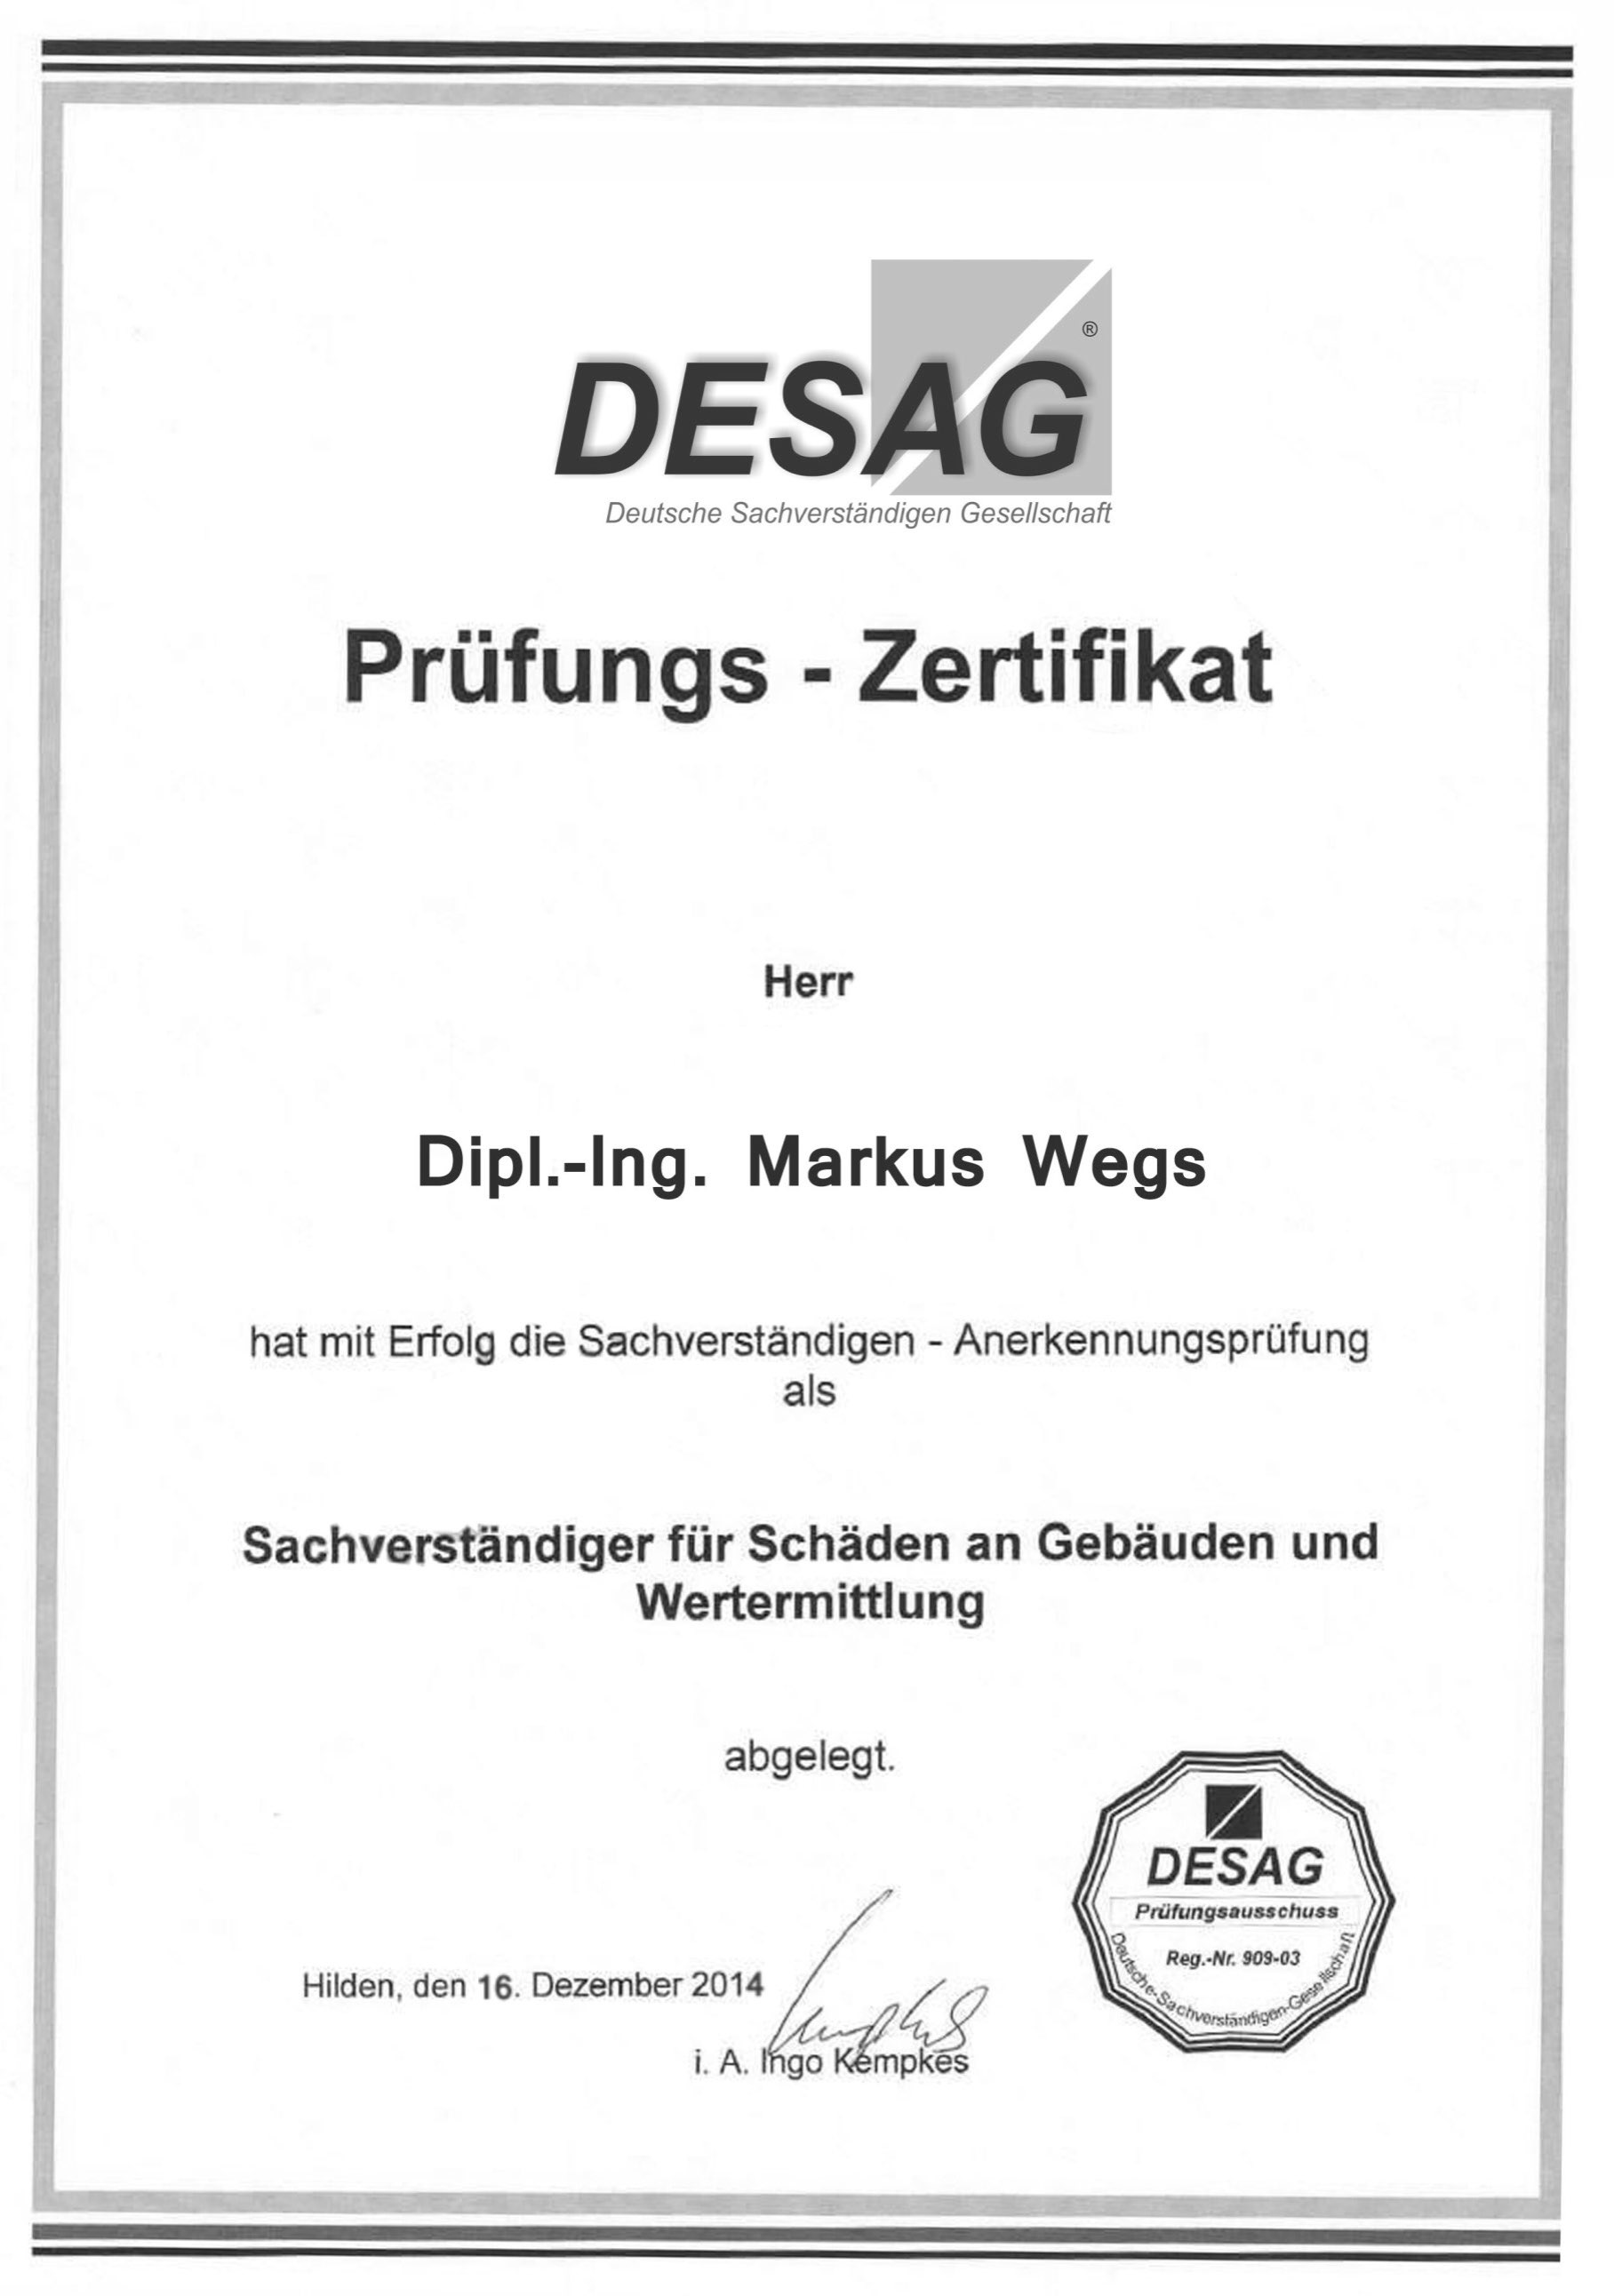 DESAG®
Deutsche Sachverständigen Gesellschaft
Prüfungs - Zertifikat
Herr
Dipl.-Ing. Markus Wegs
hat mit Erfolg die Sachverständigen - Anerkennungsprüfung
als
Sachverständiger für Schäden an Gebäuden und
Wertermittlung
abgelegt.
DESAG
Prüfungsausschuss
Reg.-Nr. 909-03
Deutsche-Sachverständigen-Gesellschaft
Hilden, den 16. Dezember 2014
i. A. Ingo Kempkes